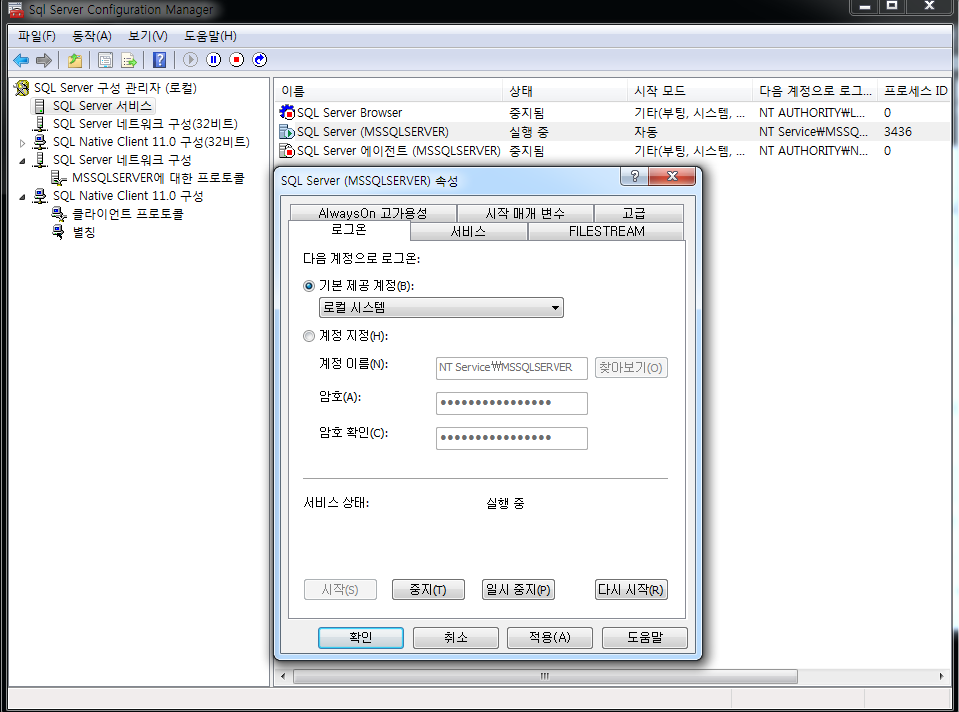 Sql Server Configuration Manager
파일(F) 동작(A) 보기(V) 도움말(H)
SQL Server 구성 관리자 (로컬)
SQL Server 서비스
SQL Server 네트워크 구성(32비트)
SQL Native Client 11.0 구성(32비트)
SQL Server 네트워크 구성
MSSQLSERVER에 대한 프로토콜
SQL Native Client 11.0 구성
클라이언트 프로토콜
별칭
이름 상태 시작 모드 다음 계정으로 로그... 프로세스 ID
SQL Server Browser 중지됨 기타(부팅, 시스템, ... NT AUTHORITY₩L... 0
SQL Server (MSSQLSERVER) 실행 중 자동 NT Service₩MSSQ... 3436
SQL Server 에이전트 (MSSQLSERVER) 중지됨 기타(부팅, 시스템, ... NT AUTHORITY₩N... 0
SQL Server (MSSQLSERVER) 속성
AlwaysOn 고가용성 시작 매개 변수 고급
로그온 서비스 FILESTREAM
다음 계정으로 로그온:
기본 제공 계정(B):
로컬 시스템
계정 지정(H):
계정 이름(N): NT Service₩MSSQLSERVER 찾아보기(O)
암호(A): ●●●●●●●●●●●●●●●●
암호 확인(C): ●●●●●●●●●●●●●●●●
서비스 상태: 실행 중
시작(S) 중지(T) 일시 중지(P) 다시 시작(R)
확인 취소 적용(A) 도움말